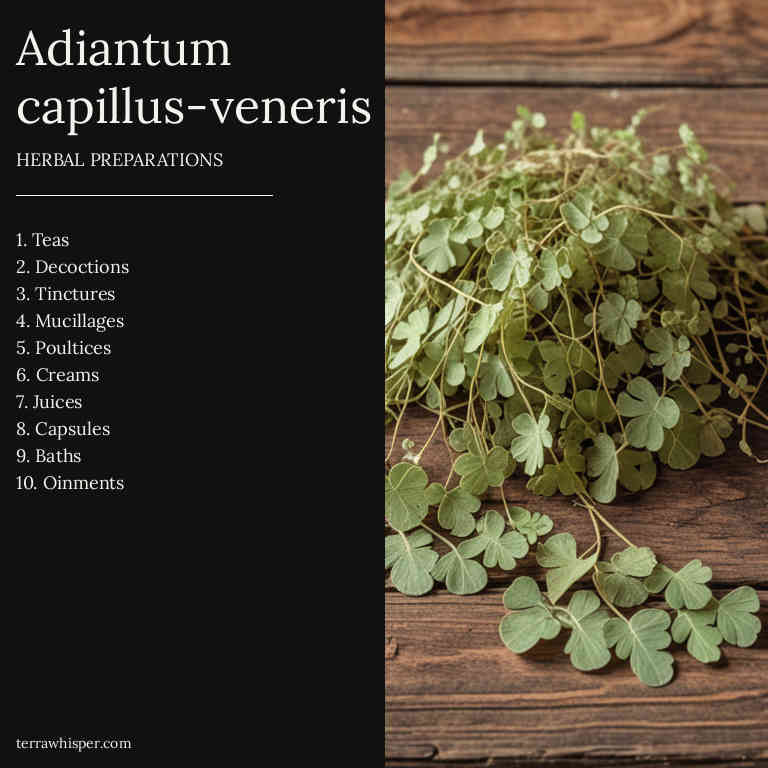 Adiantum
capillus-veneris
HERBAL PREPARATIONS
1. Teas
2. Decoctions
3. Tinctures
4. Mucillages
5. Poultices
6. Creams
7. Juices
8. Capsules
9. Baths
10. Oinments
terrawhisper.com